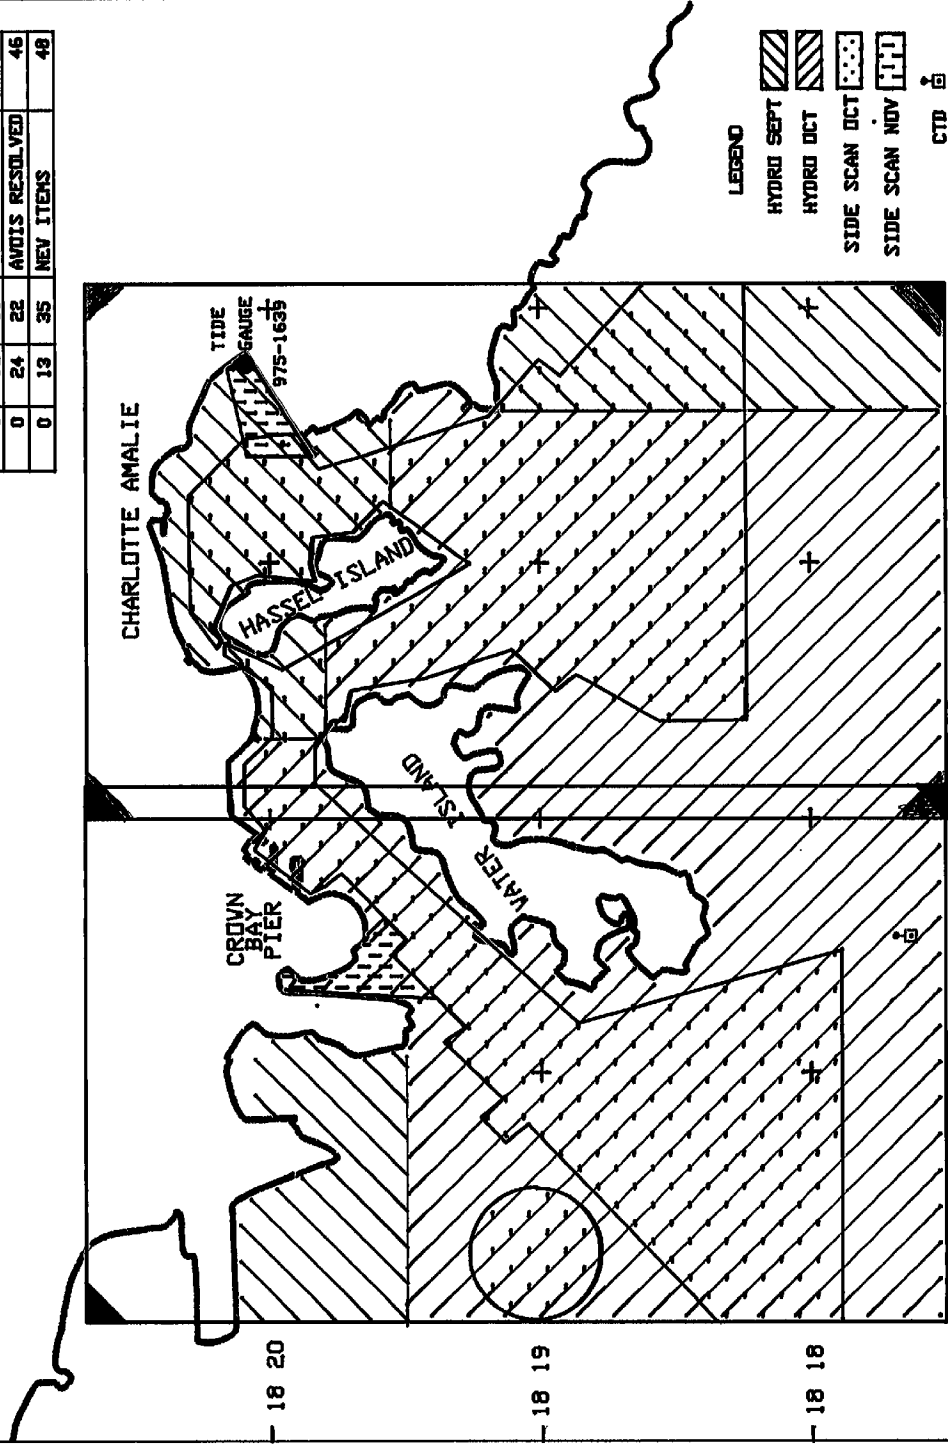 0 24 22 AVOIS RESOLVED 46
0 13 35 NEW ITEMS 48
CHARLOTTE AMALIE
TIDE
GAUGE
975-1639
HASSEL ISLAND
CROWN
BAY
PIER
WATER
ISLAND
18 20
18 19
18 18
LEGEND
HYDRO SEPT
HYDRO OCT
SIDE SCAN OCT
SIDE SCAN NOV
CTD